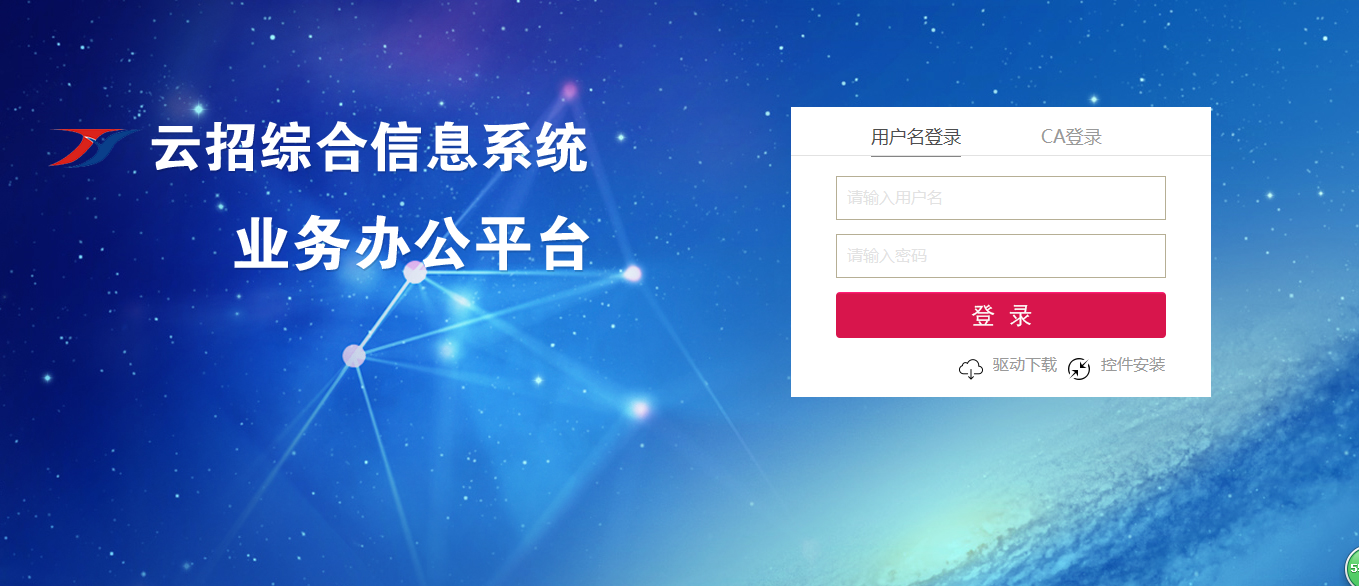 云招综合信息系统
业务办公平台
用户名登录 CA登录
请输入用户名
请输入密码
登 录
驱动下载 控件安装